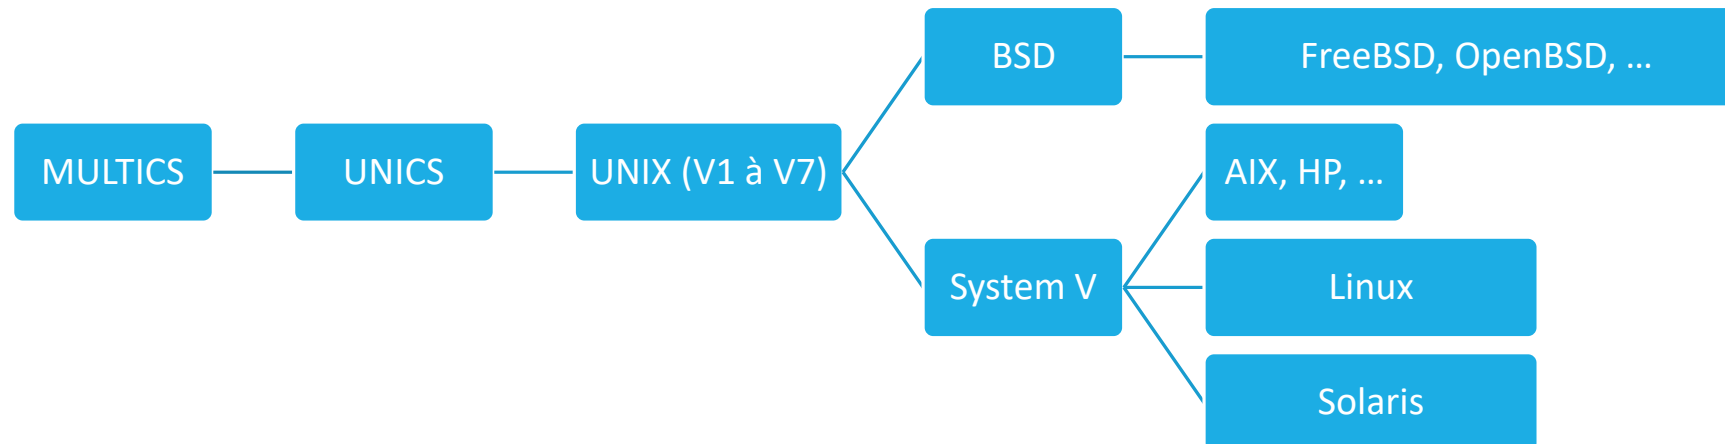 MULTICS
UNICS
UNIX (V1 à V7)
BSD
FreeBSD, OpenBSD, ...
System V
AIX, HP, ...
Linux
Solaris